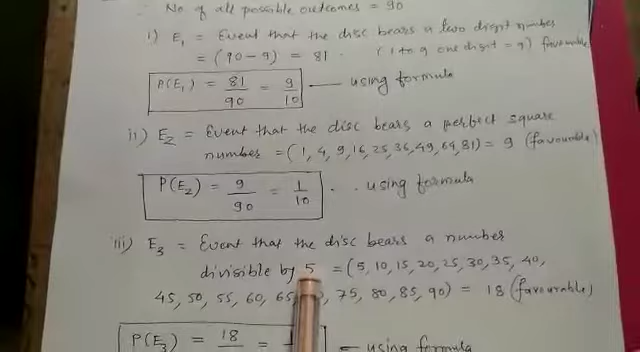 ∴ No. of all possible outcomes = 90
i) E₁ = Event that the disc bears a two digit number
= (90-9) = 81. (1 to 9 one digit = 9) favourable
P(E₁) = 81/90 = 9/10 — using formula
ii) E₂ = Event that the disc bears a perfect square
number = (1, 4, 9, 16, 25, 36, 49, 64, 81) = 9 (favourable)
P(E₂) = 9/90 = 1/10 . . using formula
iii) E₃ = Event that the disc bears a number
divisible by 5 = (5, 10, 15, 20, 25, 30, 35, 40,
45, 50, 55, 60, 65, 75, 80, 85, 90) = 18 (favourable)
P(E₃) = 18 = 1 — using formula